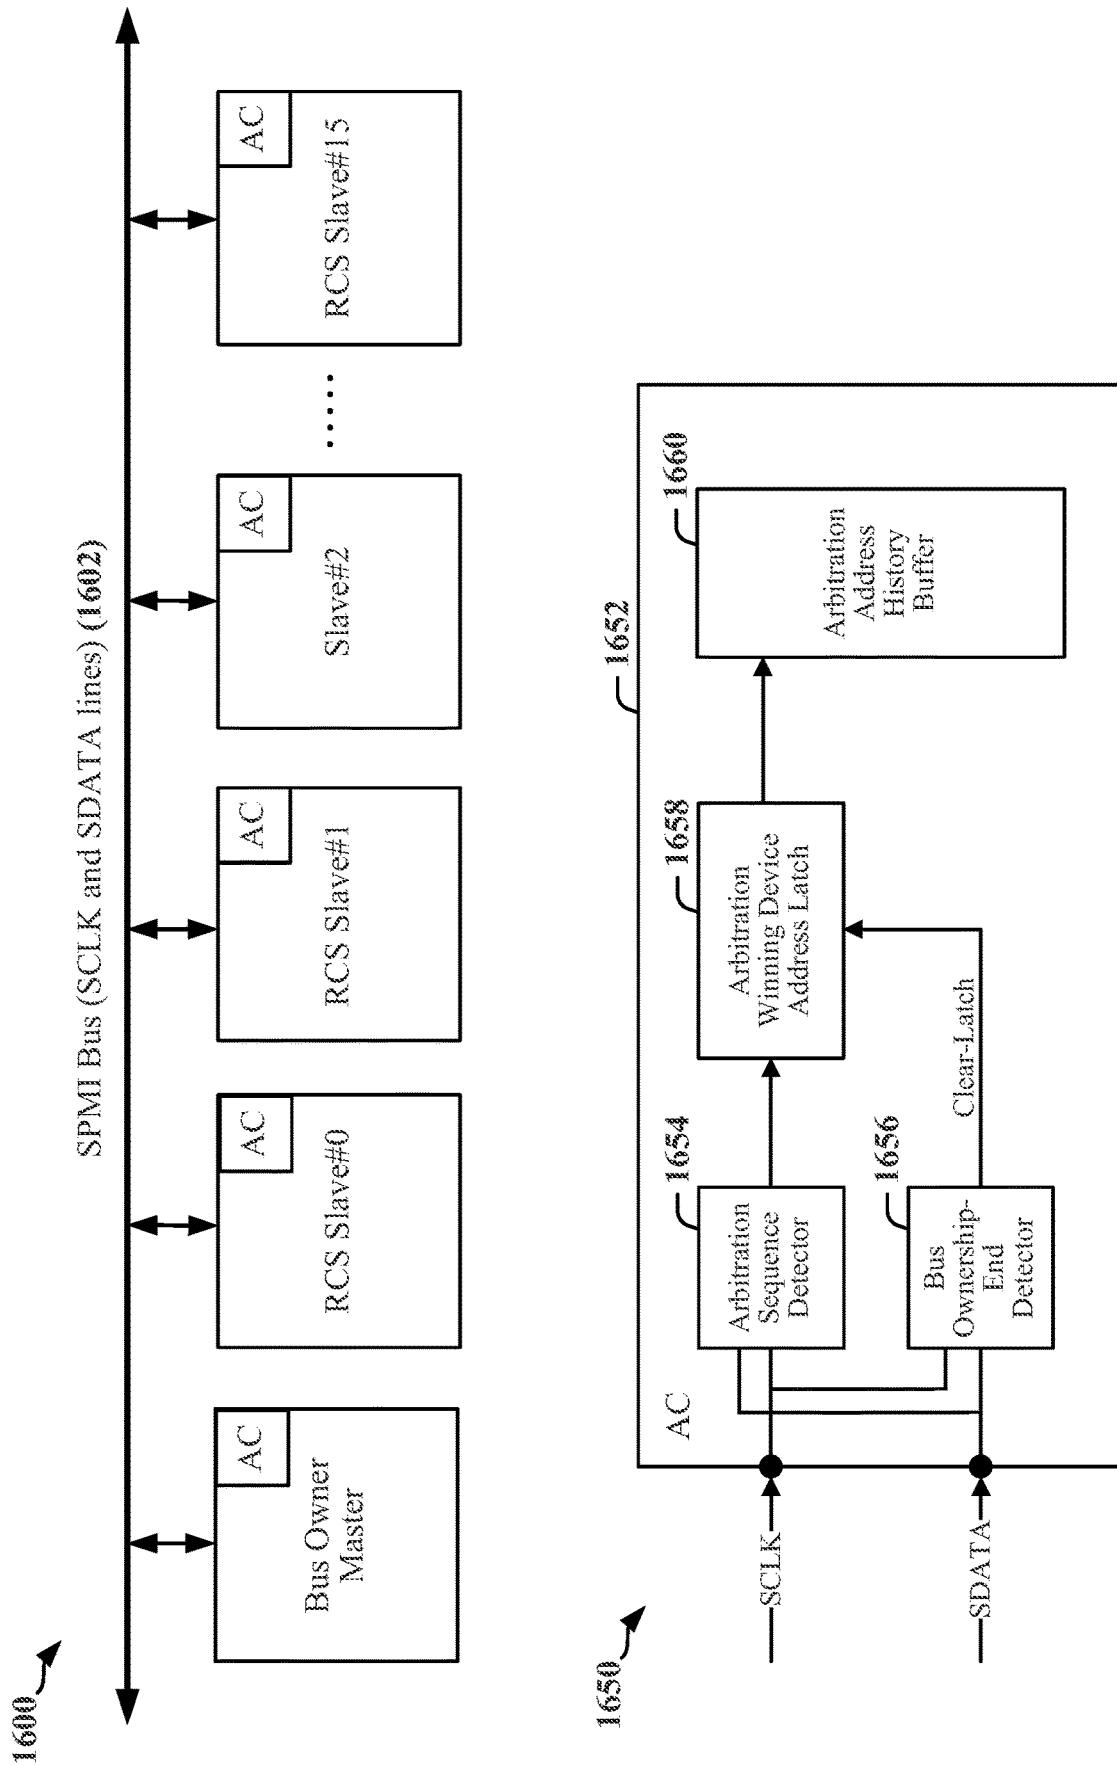 1600
SPMI Bus (SCLK and SDATA lines) (1602)
Bus Owner
Master
AC
RCS Slave#0
AC
RCS Slave#1
AC
Slave#2
AC
.....
RCS Slave#15
AC
1650
1652
AC
SCLK
SDATA
1654
Arbitration
Sequence
Detector
1656
Bus
Ownership-
End
Detector
Clear-Latch
1658
Arbitration
Winning Device
Address Latch
1660
Arbitration
Address
History
Buffer